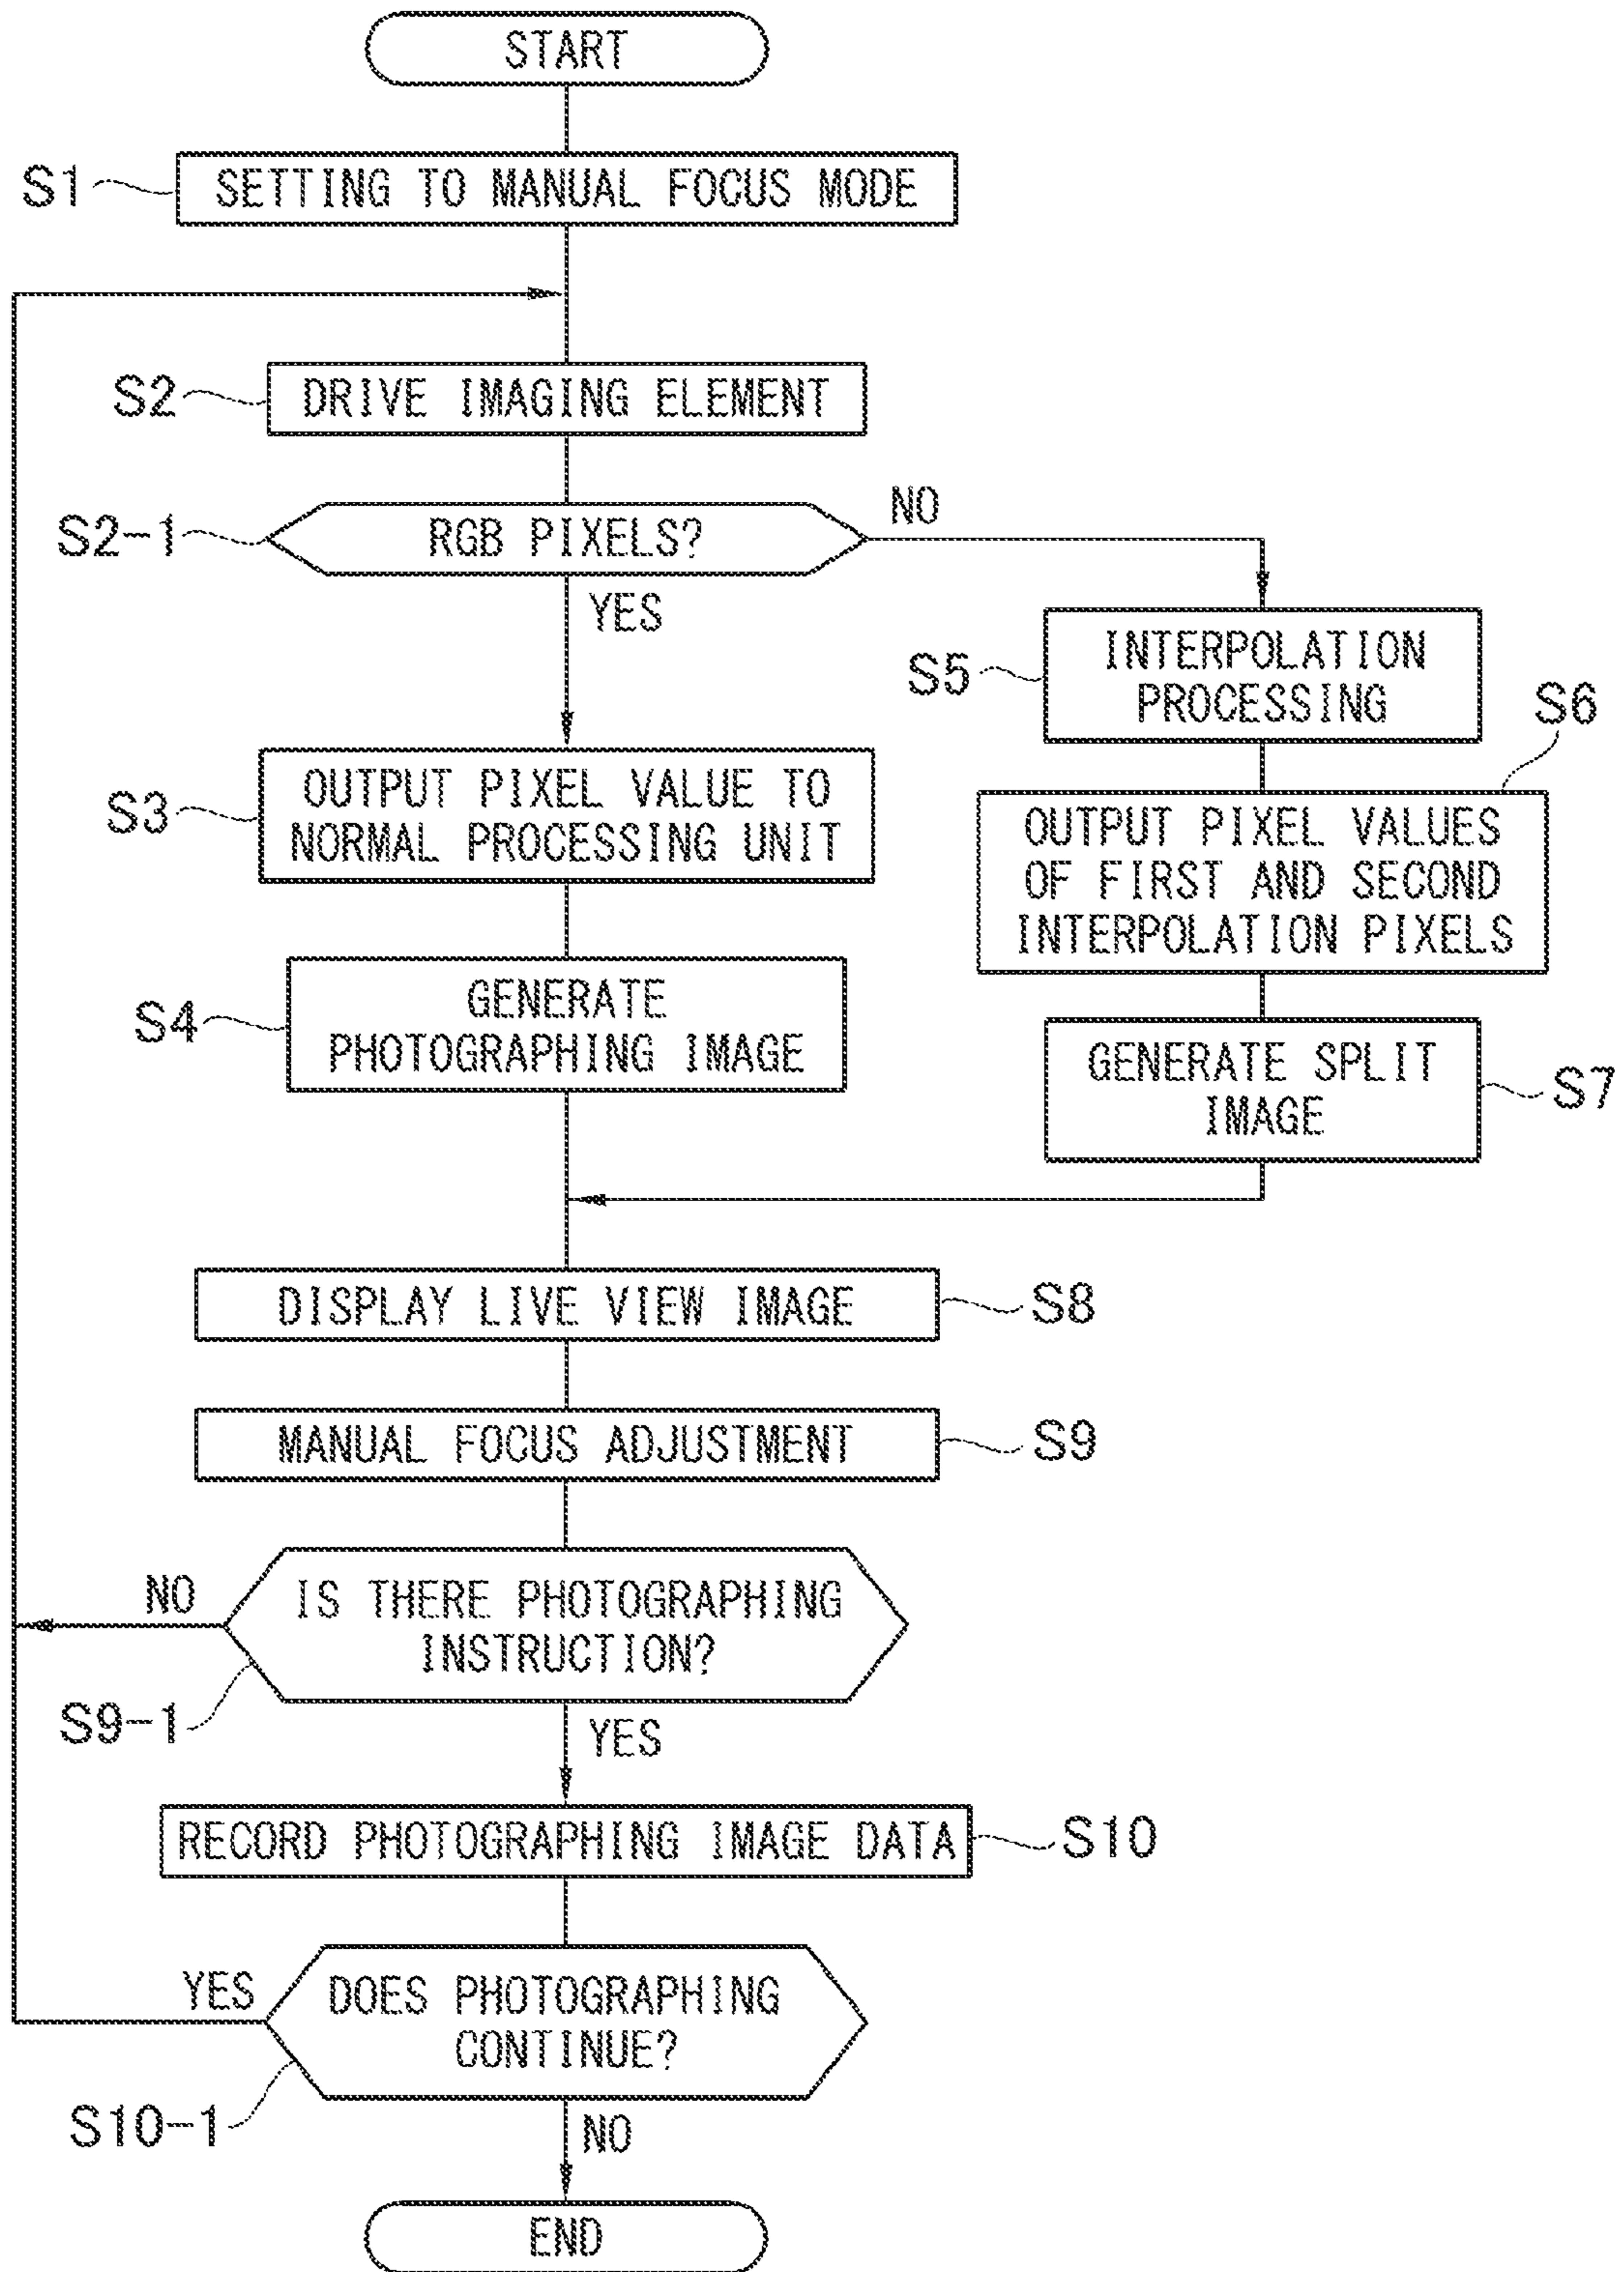 START
S1
SETTING TO MANUAL FOCUS MODE
S2
DRIVE IMAGING ELEMENT
S2-1
RGB PIXELS?
NO
YES
S5
INTERPOLATION
PROCESSING
S6
S3
OUTPUT PIXEL VALUE TO
NORMAL PROCESSING UNIT
OUTPUT PIXEL VALUES
OF FIRST AND SECOND
INTERPOLATION PIXELS
S4
GENERATE
PHOTOGRAPHING IMAGE
GENERATE SPLIT
IMAGE
S7
DISPLAY LIVE VIEW IMAGE
S8
MANUAL FOCUS ADJUSTMENT
S9
NO
IS THERE PHOTOGRAPHING
INSTRUCTION?
S9-1
YES
RECORD PHOTOGRAPHING IMAGE DATA
S10
YES
DOES PHOTOGRAPHING
CONTINUE?
S10-1
NO
END